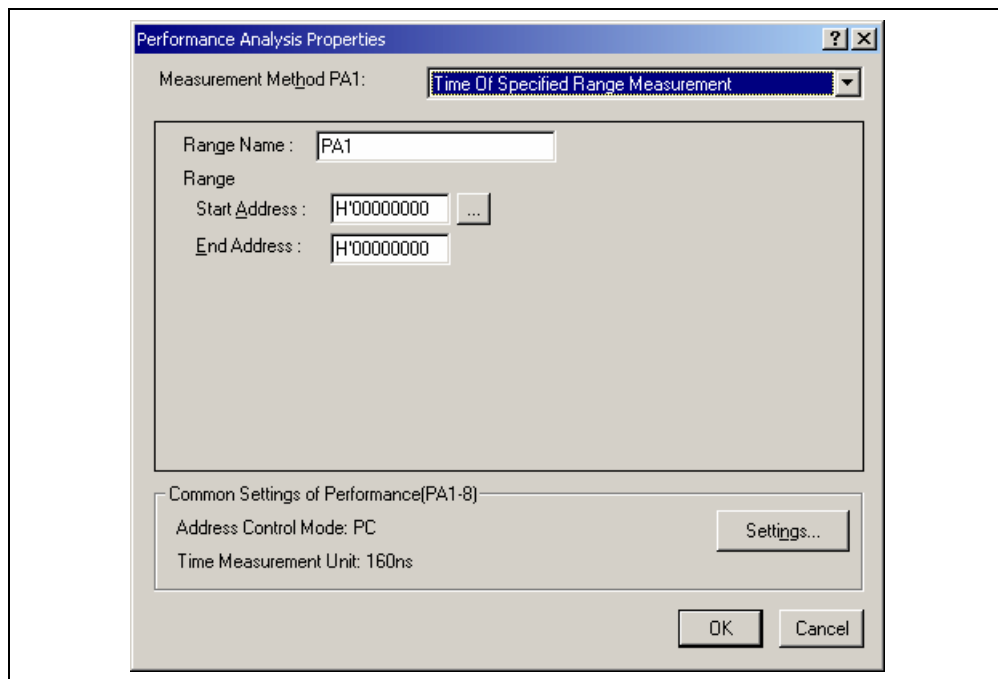 Performance Analysis Properties
Measurement Method PA1: Time Of Specified Range Measurement
Range Name : PA1
Range
Start Address : H'00000000 ...
End Address : H'00000000
Common Settings of Performance(PA1-8)
Address Control Mode: PC
Settings...
Time Measurement Unit: 160ns
OK Cancel